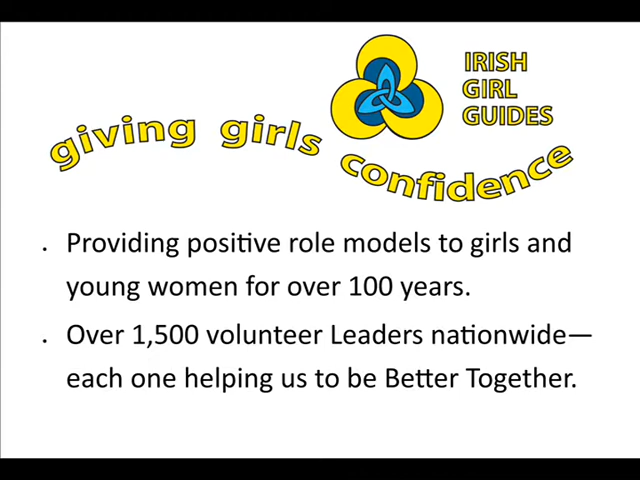 IRISH
GIRL
GUIDES
giving girls confidence
• Providing positive role models to girls and
young women for over 100 years.
• Over 1,500 volunteer Leaders nationwide—
each one helping us to be Better Together.